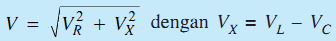 V = √(V_R² + V_X²) dengan V_X = V_L − V_C